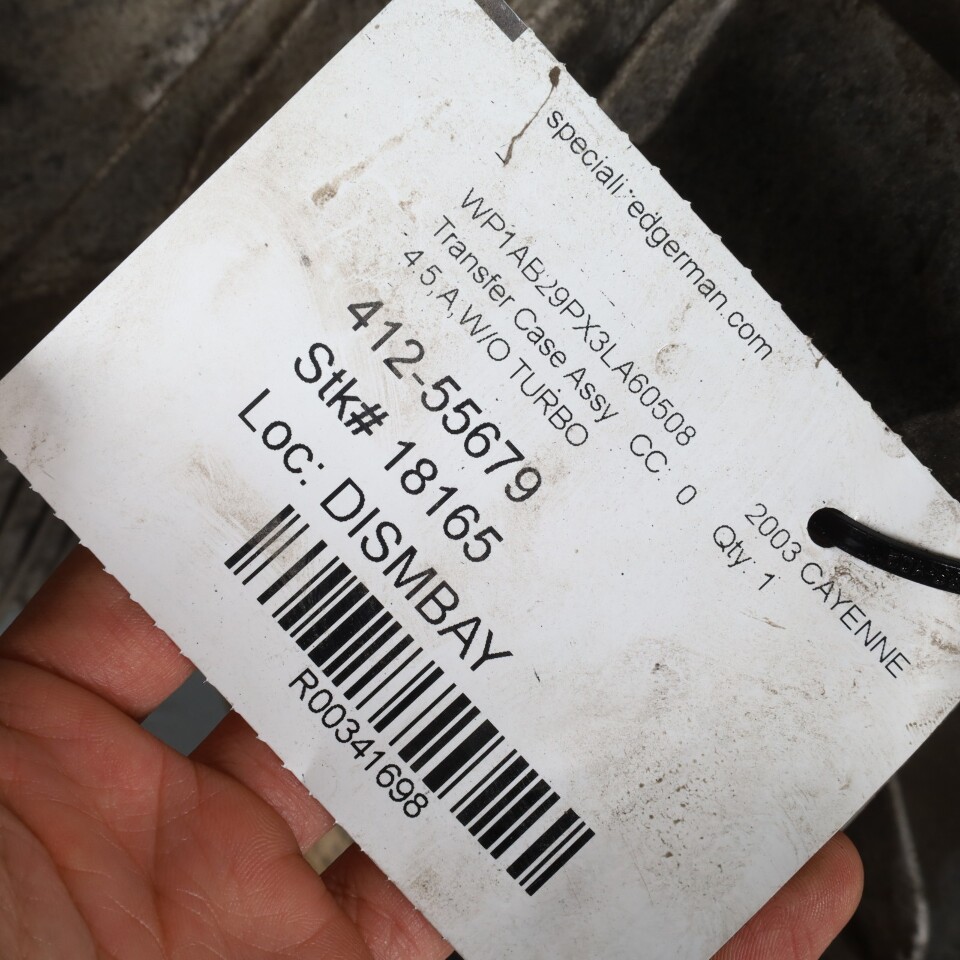 speciali edgerman.com
WP1AB29PX3LA60508
2003 CAYENNE
Transfer Case Assy CC: 0 Qty: 1
4 5,A,W/O TURBO
412-55679
Stk# 18165
Loc: DISMBAY
R00341698